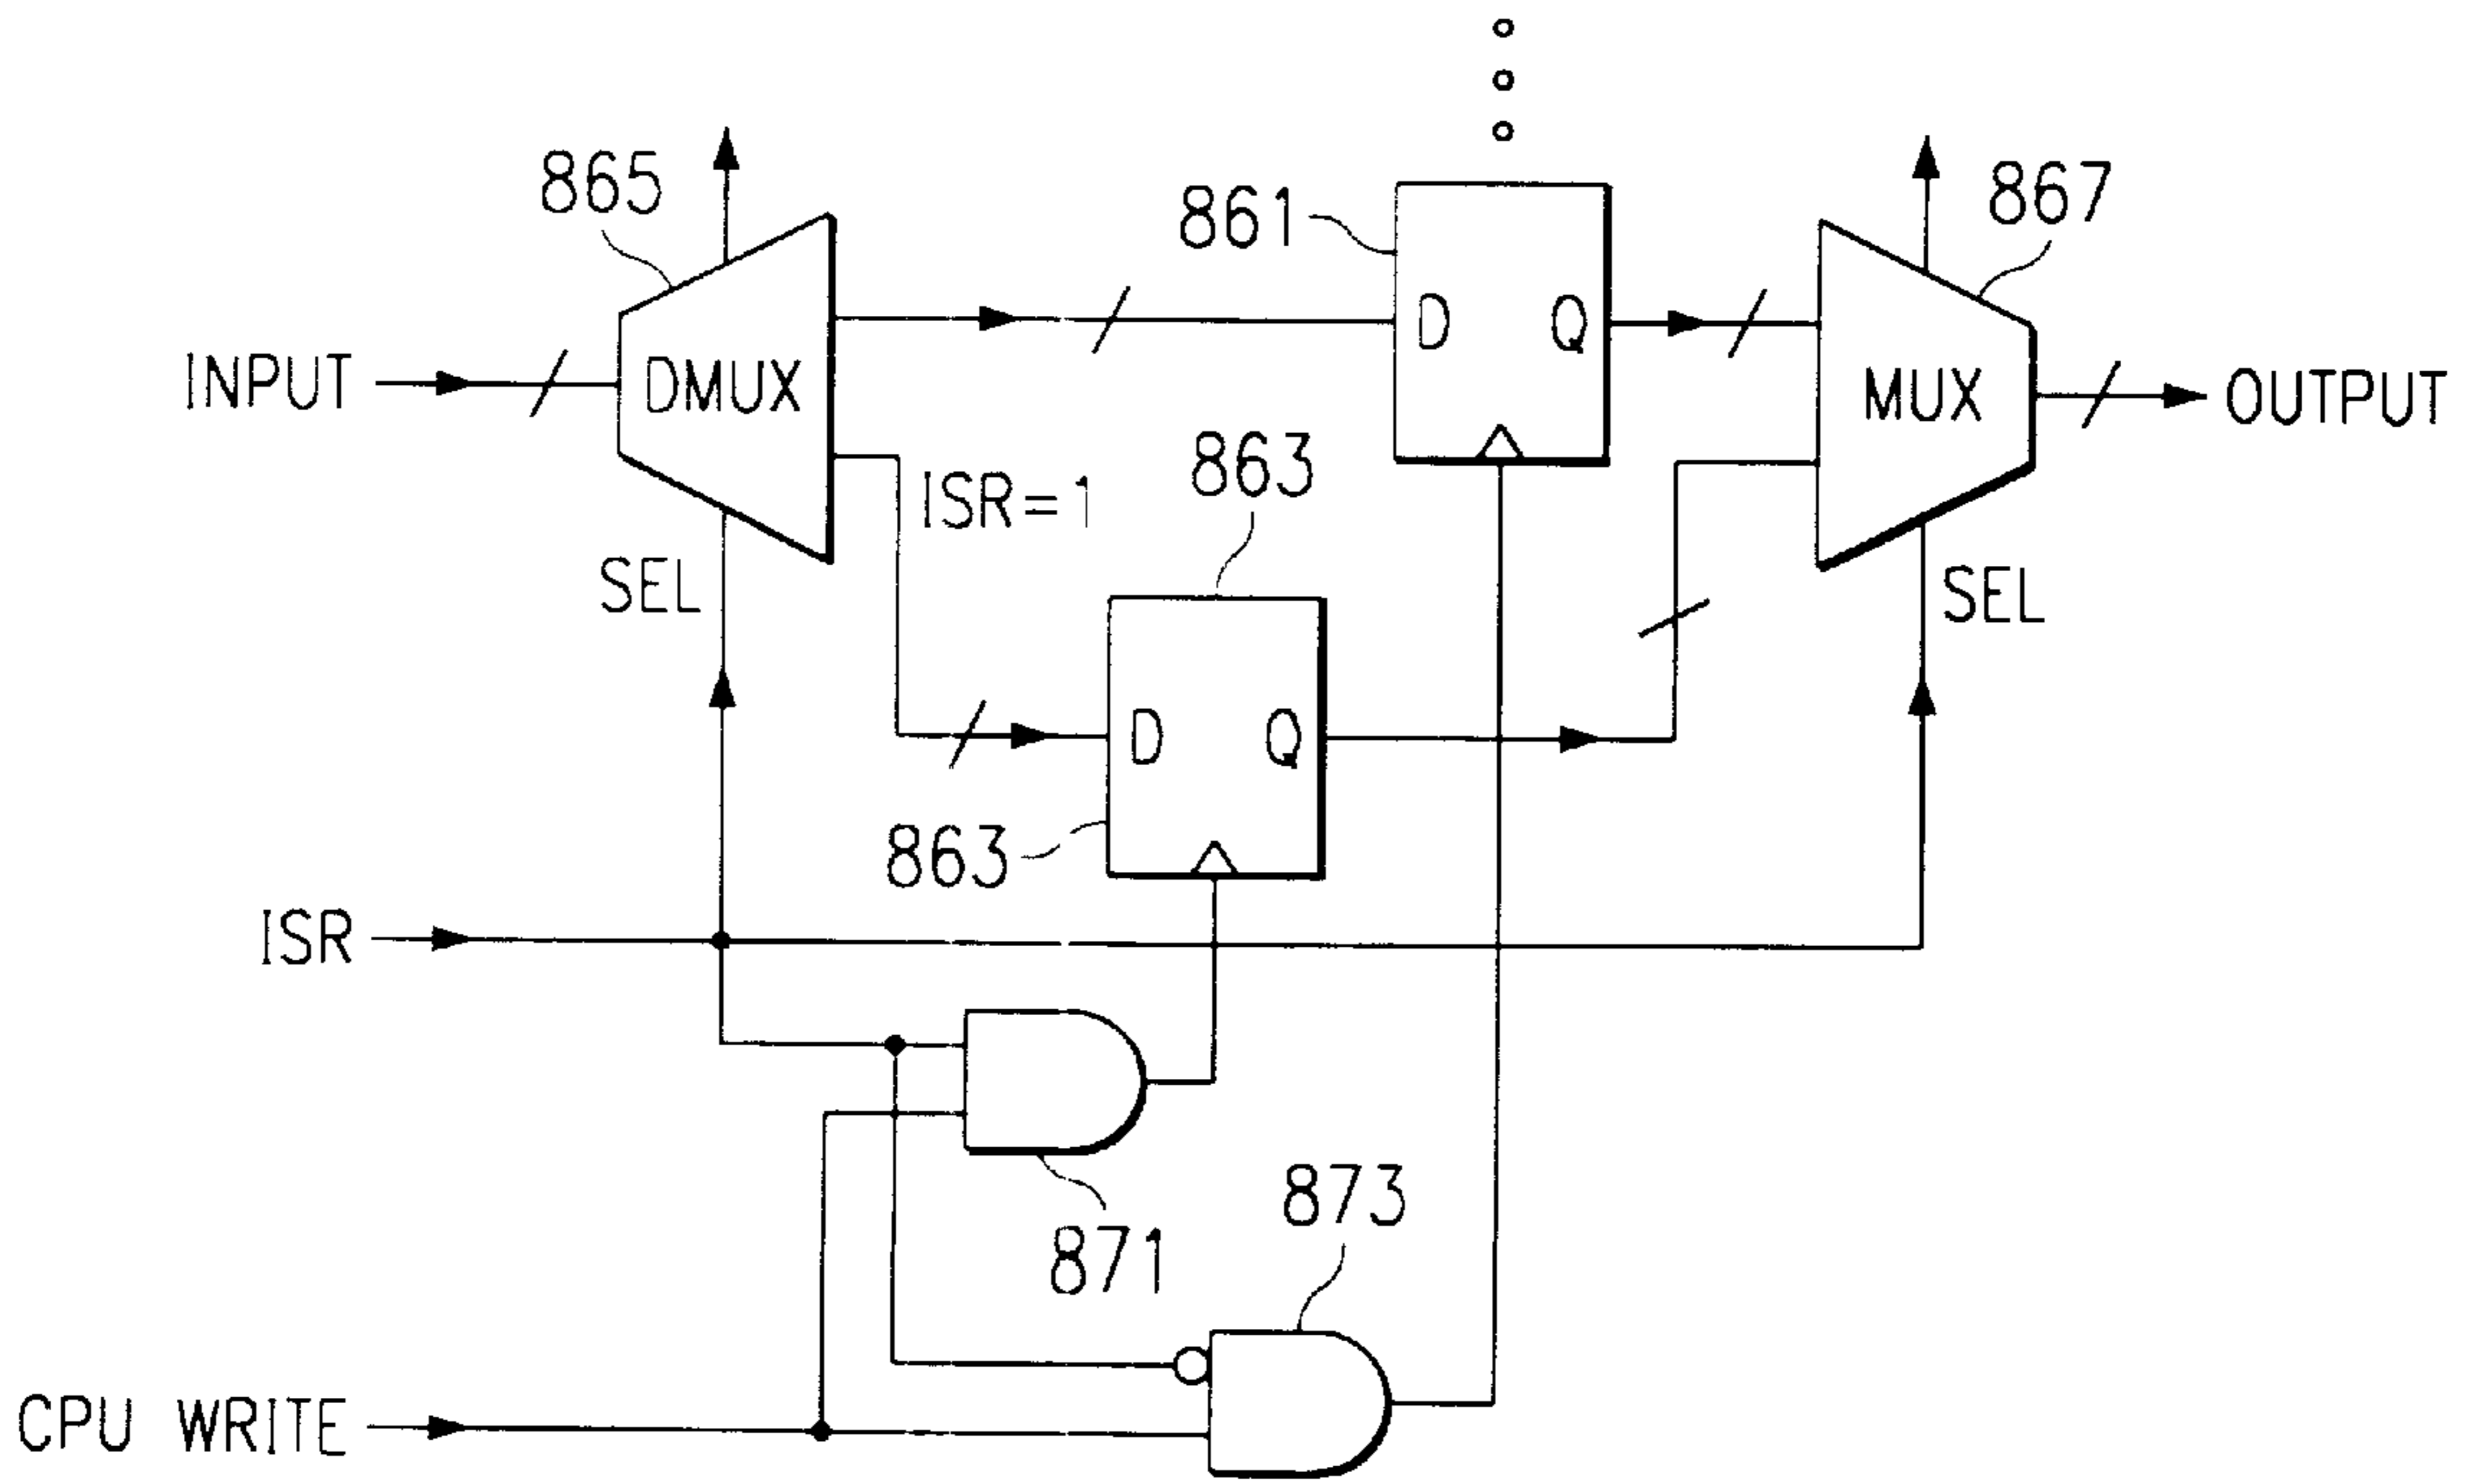 865
867
861
D Q
INPUT
DMUX
MUX
OUTPUT
863
ISR=1
SEL
SEL
D Q
863
ISR
873
871
CPU WRITE